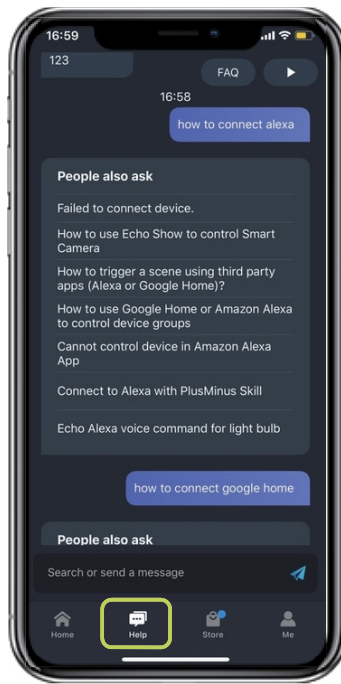 16:59
123
FAQ
16:58
how to connect alexa
People also ask
Failed to connect device.
How to use Echo Show to control Smart
Camera
How to trigger a scene using third party
apps (Alexa or Google Home)?
How to use Google Home or Amazon Alexa
to control device groups
Cannot control device in Amazon Alexa
App
Connect to Alexa with PlusMinus Skill
Echo Alexa voice command for light bulb
how to connect google home
People also ask
Search or send a message
Home
Help
Store
Me